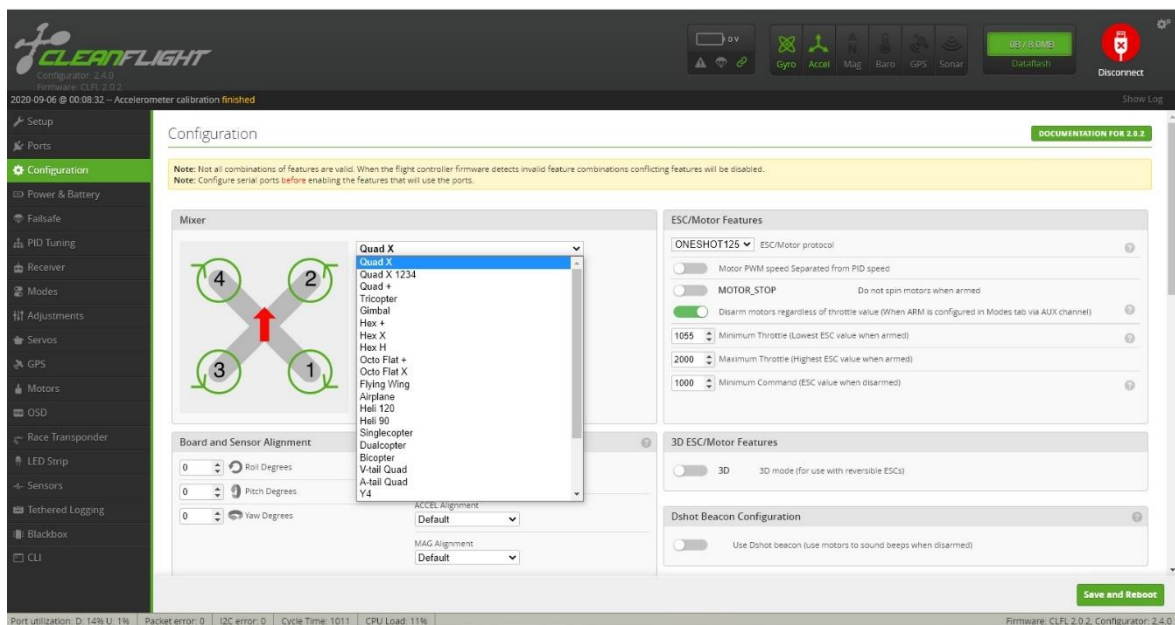 CLEANFLIGHT
Configurator: 2.4.0
Firmware: CLFL 2.0.2
0 V
Gyro
Accel
Mag
Baro
GPS
Sonar
0B / 8.0MB
Dataflash
Disconnect
2020-09-06 @ 00:08:32 -- Accelerometer calibration finished
Show Log
Setup
Ports
Configuration
Power & Battery
Failsafe
PID Tuning
Receiver
Modes
Adjustments
Servos
GPS
Motors
OSD
Race Transponder
LED Strip
Sensors
Tethered Logging
Blackbox
CLI
Configuration
DOCUMENTATION FOR 2.0.2
Note: Not all combinations of features are valid. When the flight controller firmware detects invalid feature combinations conflicting features will be disabled.
Note: Configure serial ports before enabling the features that will use the ports.
Mixer
4
2
3
1
Quad X
Quad X
Quad X 1234
Quad +
Tricopter
Gimbal
Hex +
Hex X
Hex H
Octo Flat +
Octo Flat X
Flying Wing
Airplane
Heli 120
Heli 90
Singlecopter
Dualcopter
Bicopter
V-tail Quad
A-tail Quad
Y4
ESC/Motor Features
ONESHOT125 ESC/Motor protocol
Motor PWM speed Separated from PID speed
MOTOR_STOP Do not spin motors when armed
Disarm motors regardless of throttle value (When ARM is configured in Modes tab via AUX channel)
1055 Minimum Throttle (Lowest ESC value when armed)
2000 Maximum Throttle (Highest ESC value when armed)
1000 Minimum Command (ESC value when disarmed)
Board and Sensor Alignment
0 Roll Degrees
0 Pitch Degrees
0 Yaw Degrees
ACCEL Alignment
Default
MAG Alignment
Default
3D ESC/Motor Features
3D 3D mode (for use with reversible ESCs)
Dshot Beacon Configuration
Use Dshot beacon (use motors to sound beeps when disarmed)
Save and Reboot
Port utilization: D: 14% U: 1%
Packet error: 0
I2C error: 0
Cycle Time: 1011
CPU Load: 11%
Firmware: CLFL 2.0.2, Configurator: 2.4.0